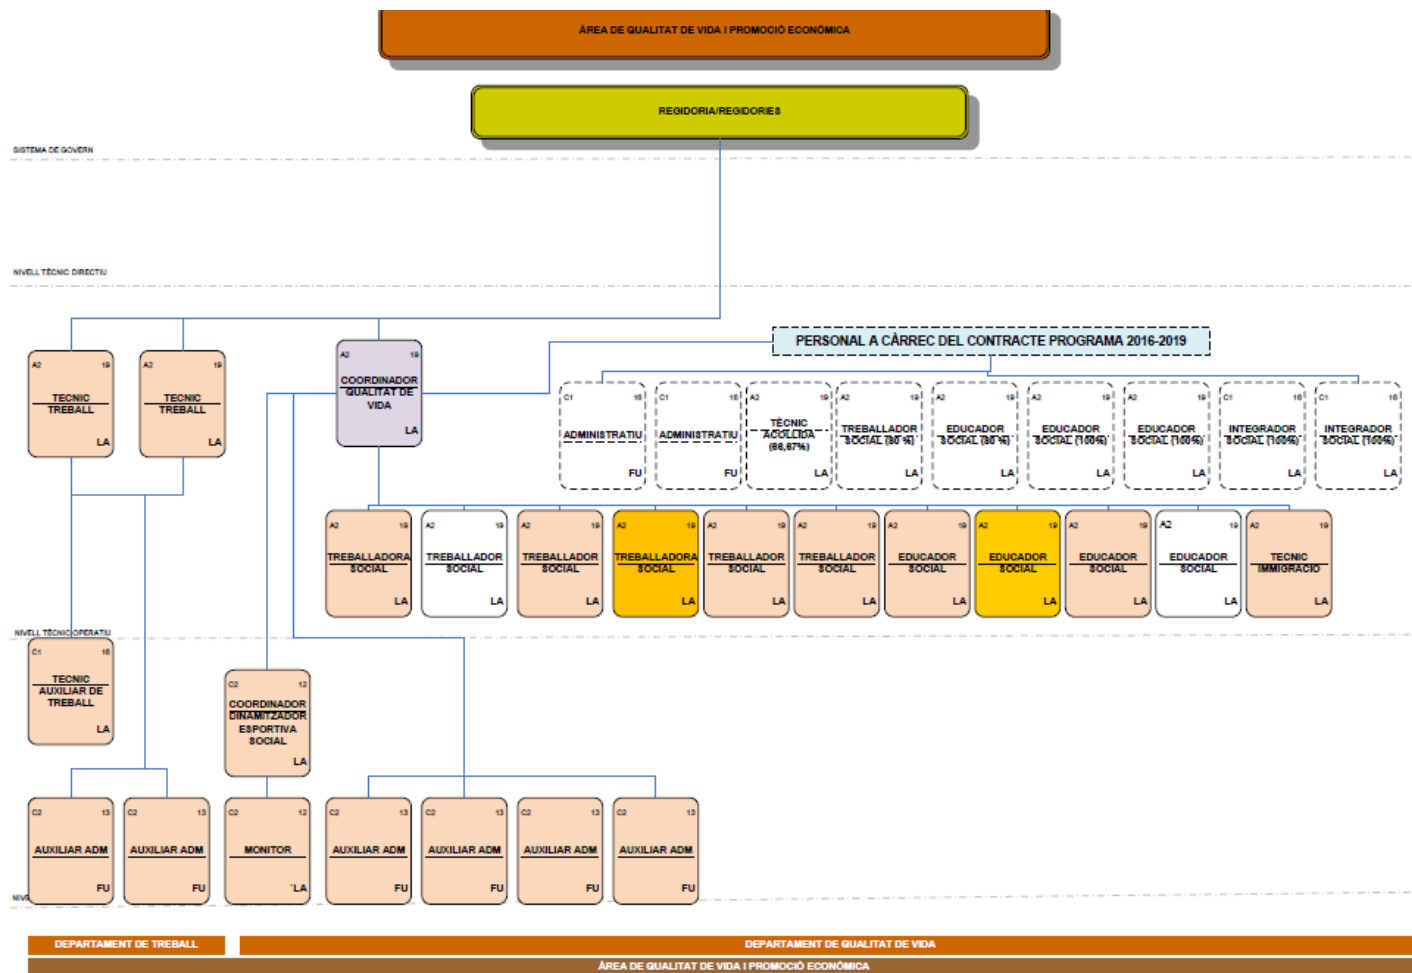 ÀREA DE QUALITAT DE VIDA I PROMOCIÓ ECONÒMICA
REGIDORIA/REGIDORIES
SISTEMA DE GOVERN
NIVELL TÈCNIC DIRECTIU
A2 19
TECNIC
TREBALL
LA
A2 19
TECNIC
TREBALL
LA
A2 19
COORDINADOR
QUALITAT DE
VIDA
LA
PERSONAL A CÀRREC DEL CONTRACTE PROGRAMA 2016-2019
C1 16
ADMINISTRATIU
FU
C1 16
ADMINISTRATIU
FU
A2 19
TÈCNIC
ACOLLIDA
(66,67%)
LA
A2 19
TREBALLADOR
SOCIAL (80 %)
LA
A2 19
EDUCADOR
SOCIAL (80 %)
LA
A2 19
EDUCADOR
SOCIAL (100%)
LA
A2 19
EDUCADOR
SOCIAL (100%)
LA
C1 16
INTEGRADOR
SOCIAL (100%)
LA
C1 16
INTEGRADOR
SOCIAL (100%)
LA
A2 19
TREBALLADORA
SOCIAL
LA
A2 19
TREBALLADOR
SOCIAL
LA
A2 19
TREBALLADOR
SOCIAL
LA
A2 19
TREBALLADORA
SOCIAL
LA
A2 19
TREBALLADOR
SOCIAL
LA
A2 19
TREBALLADOR
SOCIAL
LA
A2 19
EDUCADOR
SOCIAL
LA
A2 19
EDUCADOR
SOCIAL
LA
A2 19
EDUCADOR
SOCIAL
LA
A2 19
EDUCADOR
SOCIAL
LA
A2 19
TECNIC
IMMIGRACIO
LA
NIVELL TÈCNIC OPERATIU
C1 16
TECNIC
AUXILIAR DE
TREBALL
LA
C2 12
COORDINADOR
DINAMITZADOR
ESPORTIVA
SOCIAL
LA
C2 13
AUXILIAR ADM
FU
C2 13
AUXILIAR ADM
FU
C2 12
MONITOR
LA
C2 13
AUXILIAR ADM
FU
C2 13
AUXILIAR ADM
FU
C2 13
AUXILIAR ADM
FU
C2 13
AUXILIAR ADM
FU
DEPARTAMENT DE TREBALL
DEPARTAMENT DE QUALITAT DE VIDA
ÀREA DE QUALITAT DE VIDA I PROMOCIÓ ECONÒMICA